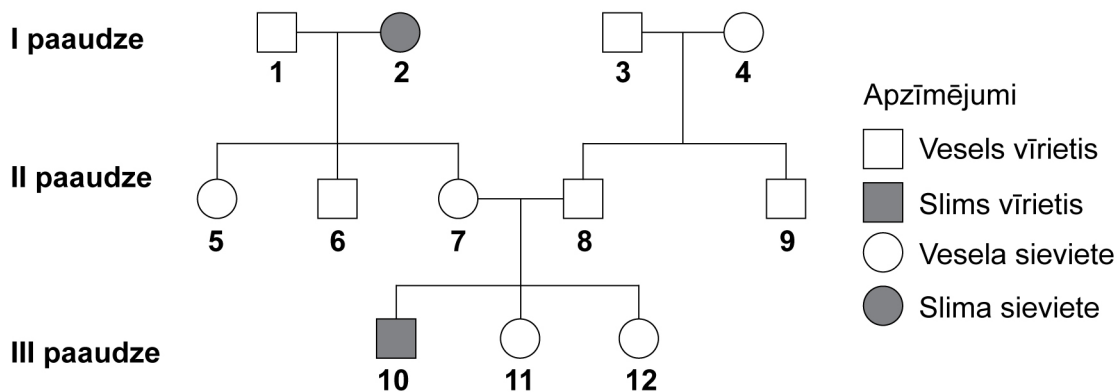 I paaudze
1
2
3
4
Apzīmējumi
Vesels vīrietis
II paaudze
Slims vīrietis
5
6
7
8
9
Vesela sieviete
Slima sieviete
III paaudze
10
11
12